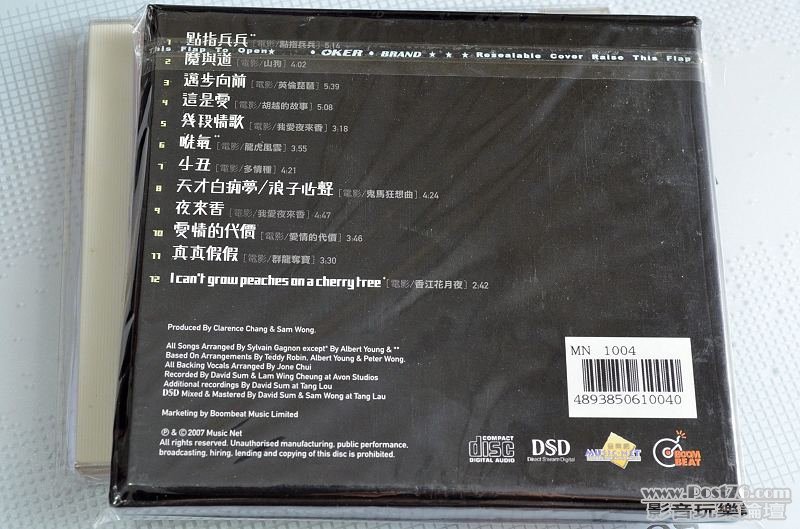 1 點指兵兵** [電影/點指兵兵] 5:14
This Flap To Open★ • OKER • BRAND ★ ★ ★ Resealable Cover Raise This Flap
2 魔與道 [電影/山狗] 4:02
3 邁步向前 [電影/英倫琵琶] 5:39
4 這是愛 [電影/胡越的故事] 5:08
5 幾段情歌 [電影/我愛夜來香] 3:18
6 唯氣** [電影/龍虎風雲] 3:55
7 小丑 [電影/多情種] 4:21
8 天才白痴夢/浪子心聲 [電影/鬼馬狂想曲] 4:24
9 夜來香 [電影/我愛夜來香] 4:47
10 愛情的代價 [電影/愛情的代價] 3:46
11 真真假假 [電影/群龍奪寶] 3:30
12 I can't grow peaches on a cherry tree* [電影/香江花月夜] 2:42
Produced By Clarence Chang & Sam Wong.
All Songs Arranged By Sylvain Gagnon except* By Albert Young & **
Based On Arrangements By Teddy Robin. Albert Young & Peter Wong.
All Backing Vocals Arranged By Jone Chui
Recorded By David Sum & Lam Wing Cheung at Avon Studios
Additional recordings By David Sum at Tang Lou
DSD Mixed & Mastered By David Sum & Sam Wong at Tang Lau
Marketing by Boombeat Music Limited
℗ & © 2007 Music Net
All rights reserved. Unauthorised manufacturing, public performance,
broadcasting, hiring, lending and copying of this disc is prohibited.
MN 1004
4893850610040
COMPACT
disc
DIGITAL AUDIO
DSD
Direct Stream Digital
音樂網
MUSIC NET
BOOM
BEAT
www.Post76.com
影音玩樂論壇